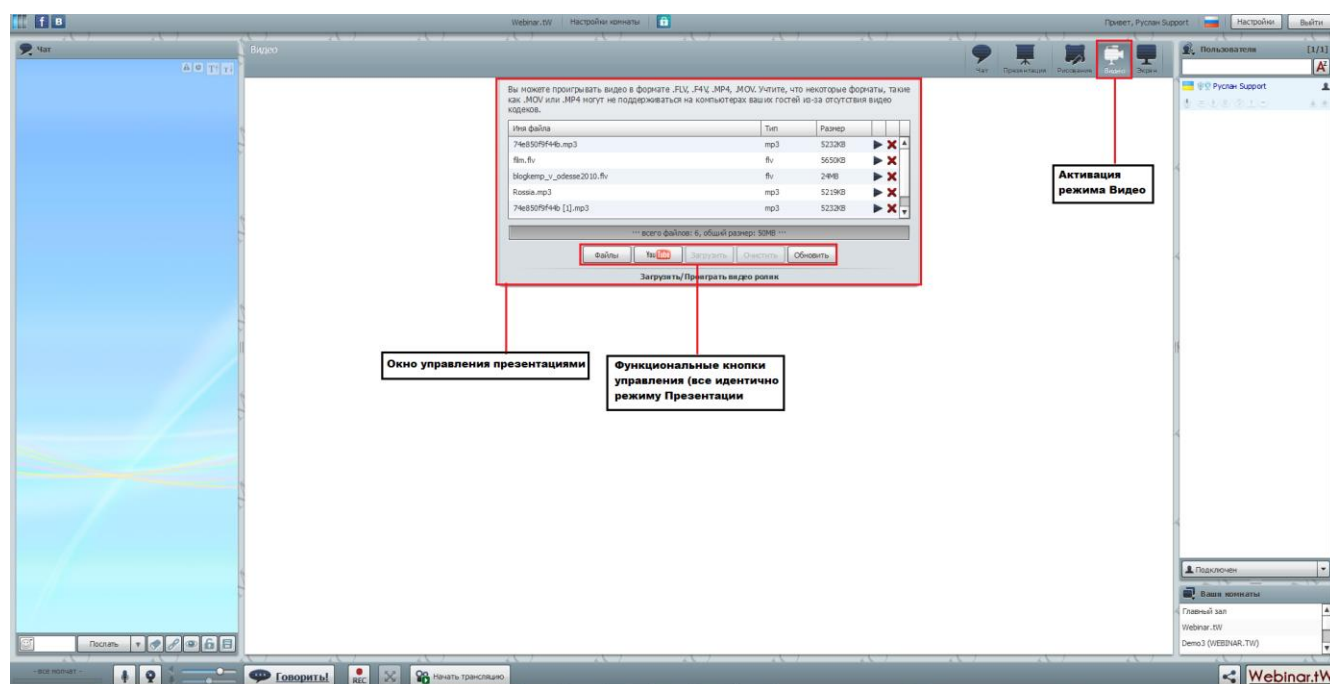 f B
Webinar.tW
Настройки комнаты
Привет, Руслан Support
Настройки
Выйти
Чат
Видео
Чат
Презентация
Рисование
Видео
Экран
Пользователи
[1/1]
Руслан Support
Вы можете проигрывать видео в формате .FLV, .F4V, .MP4, .MOV. Учтите, что некоторые форматы, такие
как .MOV или .MP4 могут не поддерживаться на компьютерах ваших гостей из-за отсутствия видео
кодеков.
Имя файла Тип Размер
74e850f9f44b.mp3 mp3 5232KB
film.flv flv 5650KB
blogkemp_v_odesse2010.flv flv 24MB
Rossia.mp3 mp3 5219KB
74e850f9f44b [1].mp3 mp3 5232KB
--- всего файлов: 6, общий размер: 50MB ---
Файлы
YouTube
Загрузить
Очистить
Обновить
Загрузить/Проиграть видео ролик
Активация
режима Видео
Окно управления презентациями
Функциональные кнопки
управления (все идентично
режиму Презентации
Подключен
Ваши комнаты
Главный зал
Webinar.tW
Demo3 (WEBINAR.TW)
Послать
-все молчат-
Говорить!
REC
Начать трансляцию
Webinar.tW